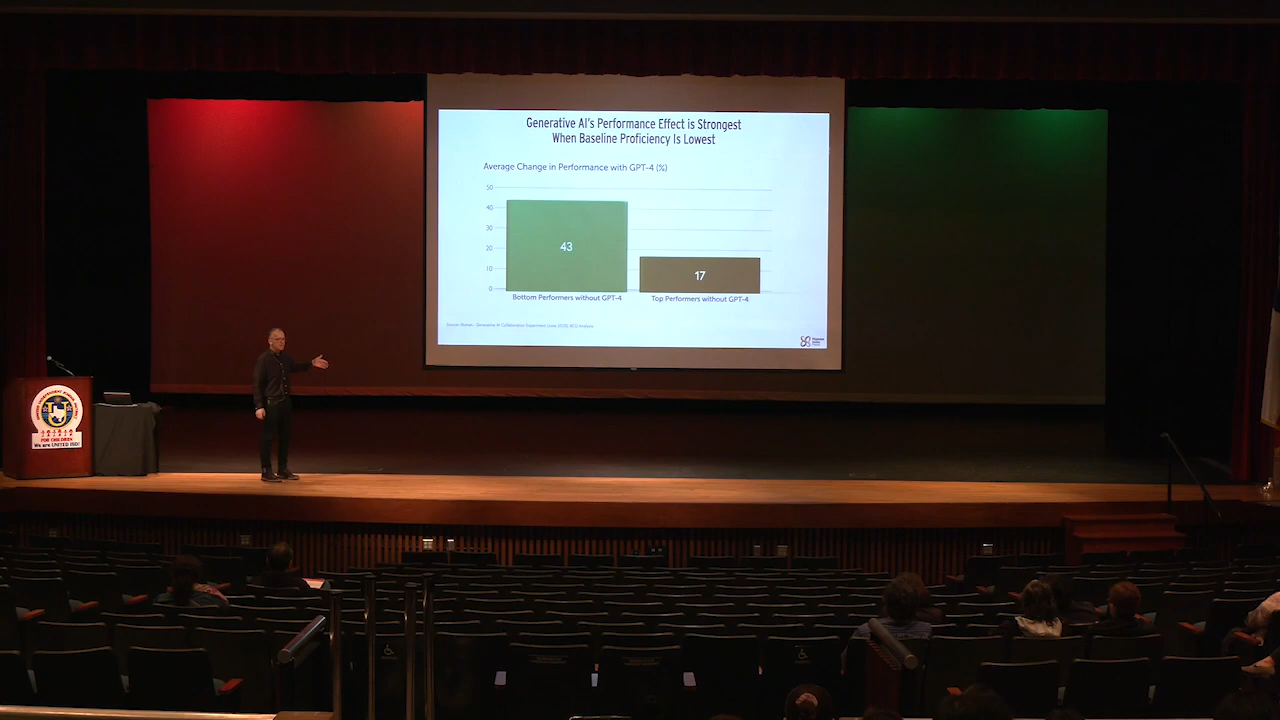 Generative AI's Performance Effect is Strongest
When Baseline Proficiency Is Lowest
Average Change in Performance with GPT-4 (%)
50
40
30
20
10
0
43
17
Bottom Performers without GPT-4
Top Performers without GPT-4
FOR CHILDREN
We are UNITED ISD!